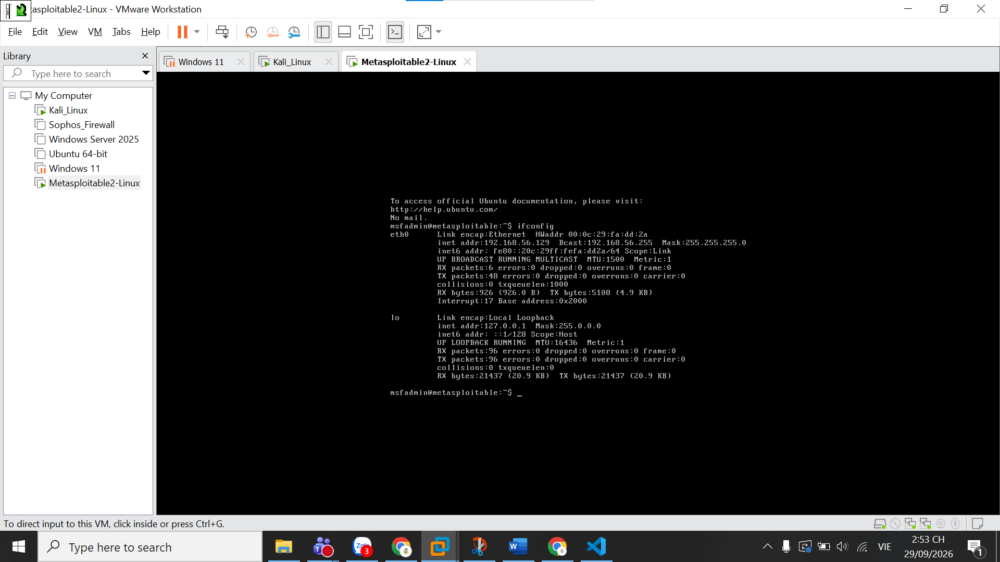 tasploitable2-Linux - VMware Workstation
File Edit View VM Tabs Help
Library
Type here to search
My Computer
Kali_Linux
Sophos_Firewall
Windows Server 2025
Ubuntu 64-bit
Windows 11
Metasploitable2-Linux
Windows 11
Kali_Linux
Metasploitable2-Linux
To access official Ubuntu documentation, please visit:
http://help.ubuntu.com/
No mail.
msfadmin@metasploitable:~$ ifconfig
eth0 Link encap:Ethernet HWaddr 00:0c:29:fa:dd:2a
inet addr:192.168.56.129 Bcast:192.168.56.255 Mask:255.255.255.0
inet6 addr: fe80::20c:29ff:fefa:dd2a/64 Scope:Link
UP BROADCAST RUNNING MULTICAST MTU:1500 Metric:1
RX packets:6 errors:0 dropped:0 overruns:0 frame:0
TX packets:48 errors:0 dropped:0 overruns:0 carrier:0
collisions:0 txqueuelen:1000
RX bytes:926 (926.0 B) TX bytes:5108 (4.9 KB)
Interrupt:17 Base address:0x2000
lo Link encap:Local Loopback
inet addr:127.0.0.1 Mask:255.0.0.0
inet6 addr: ::1/128 Scope:Host
UP LOOPBACK RUNNING MTU:16436 Metric:1
RX packets:96 errors:0 dropped:0 overruns:0 frame:0
TX packets:96 errors:0 dropped:0 overruns:0 carrier:0
collisions:0 txqueuelen:0
RX bytes:21437 (20.9 KB) TX bytes:21437 (20.9 KB)
msfadmin@metasploitable:~$ _
To direct input to this VM, click inside or press Ctrl+G.
Type here to search
3
VIE
2:53 CH
29/09/2026
1